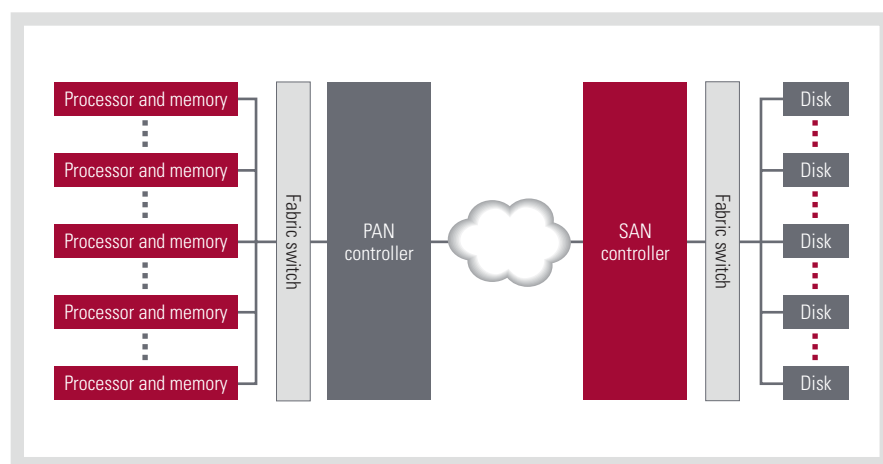 Processor and memory
Processor and memory
Processor and memory
Processor and memory
Processor and memory
Fabric switch
PAN
controller
SAN
controller
Fabric switch
Disk
Disk
Disk
Disk
Disk